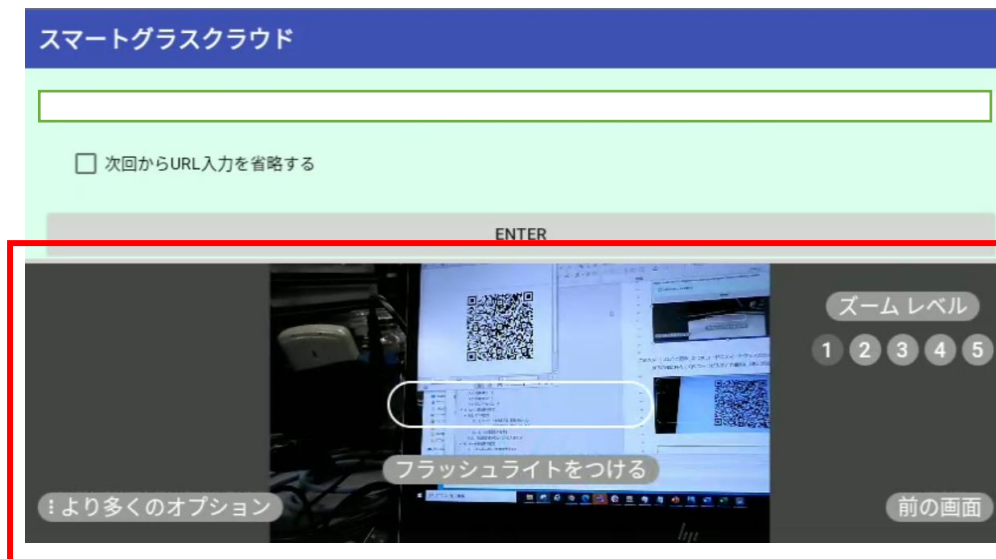 スマートグラスクラウド
次回からURL入力を省略する
ENTER
ズーム レベル
1 2 3 4 5
フラッシュライトをつける
より多くのオプション
前の画面
hp